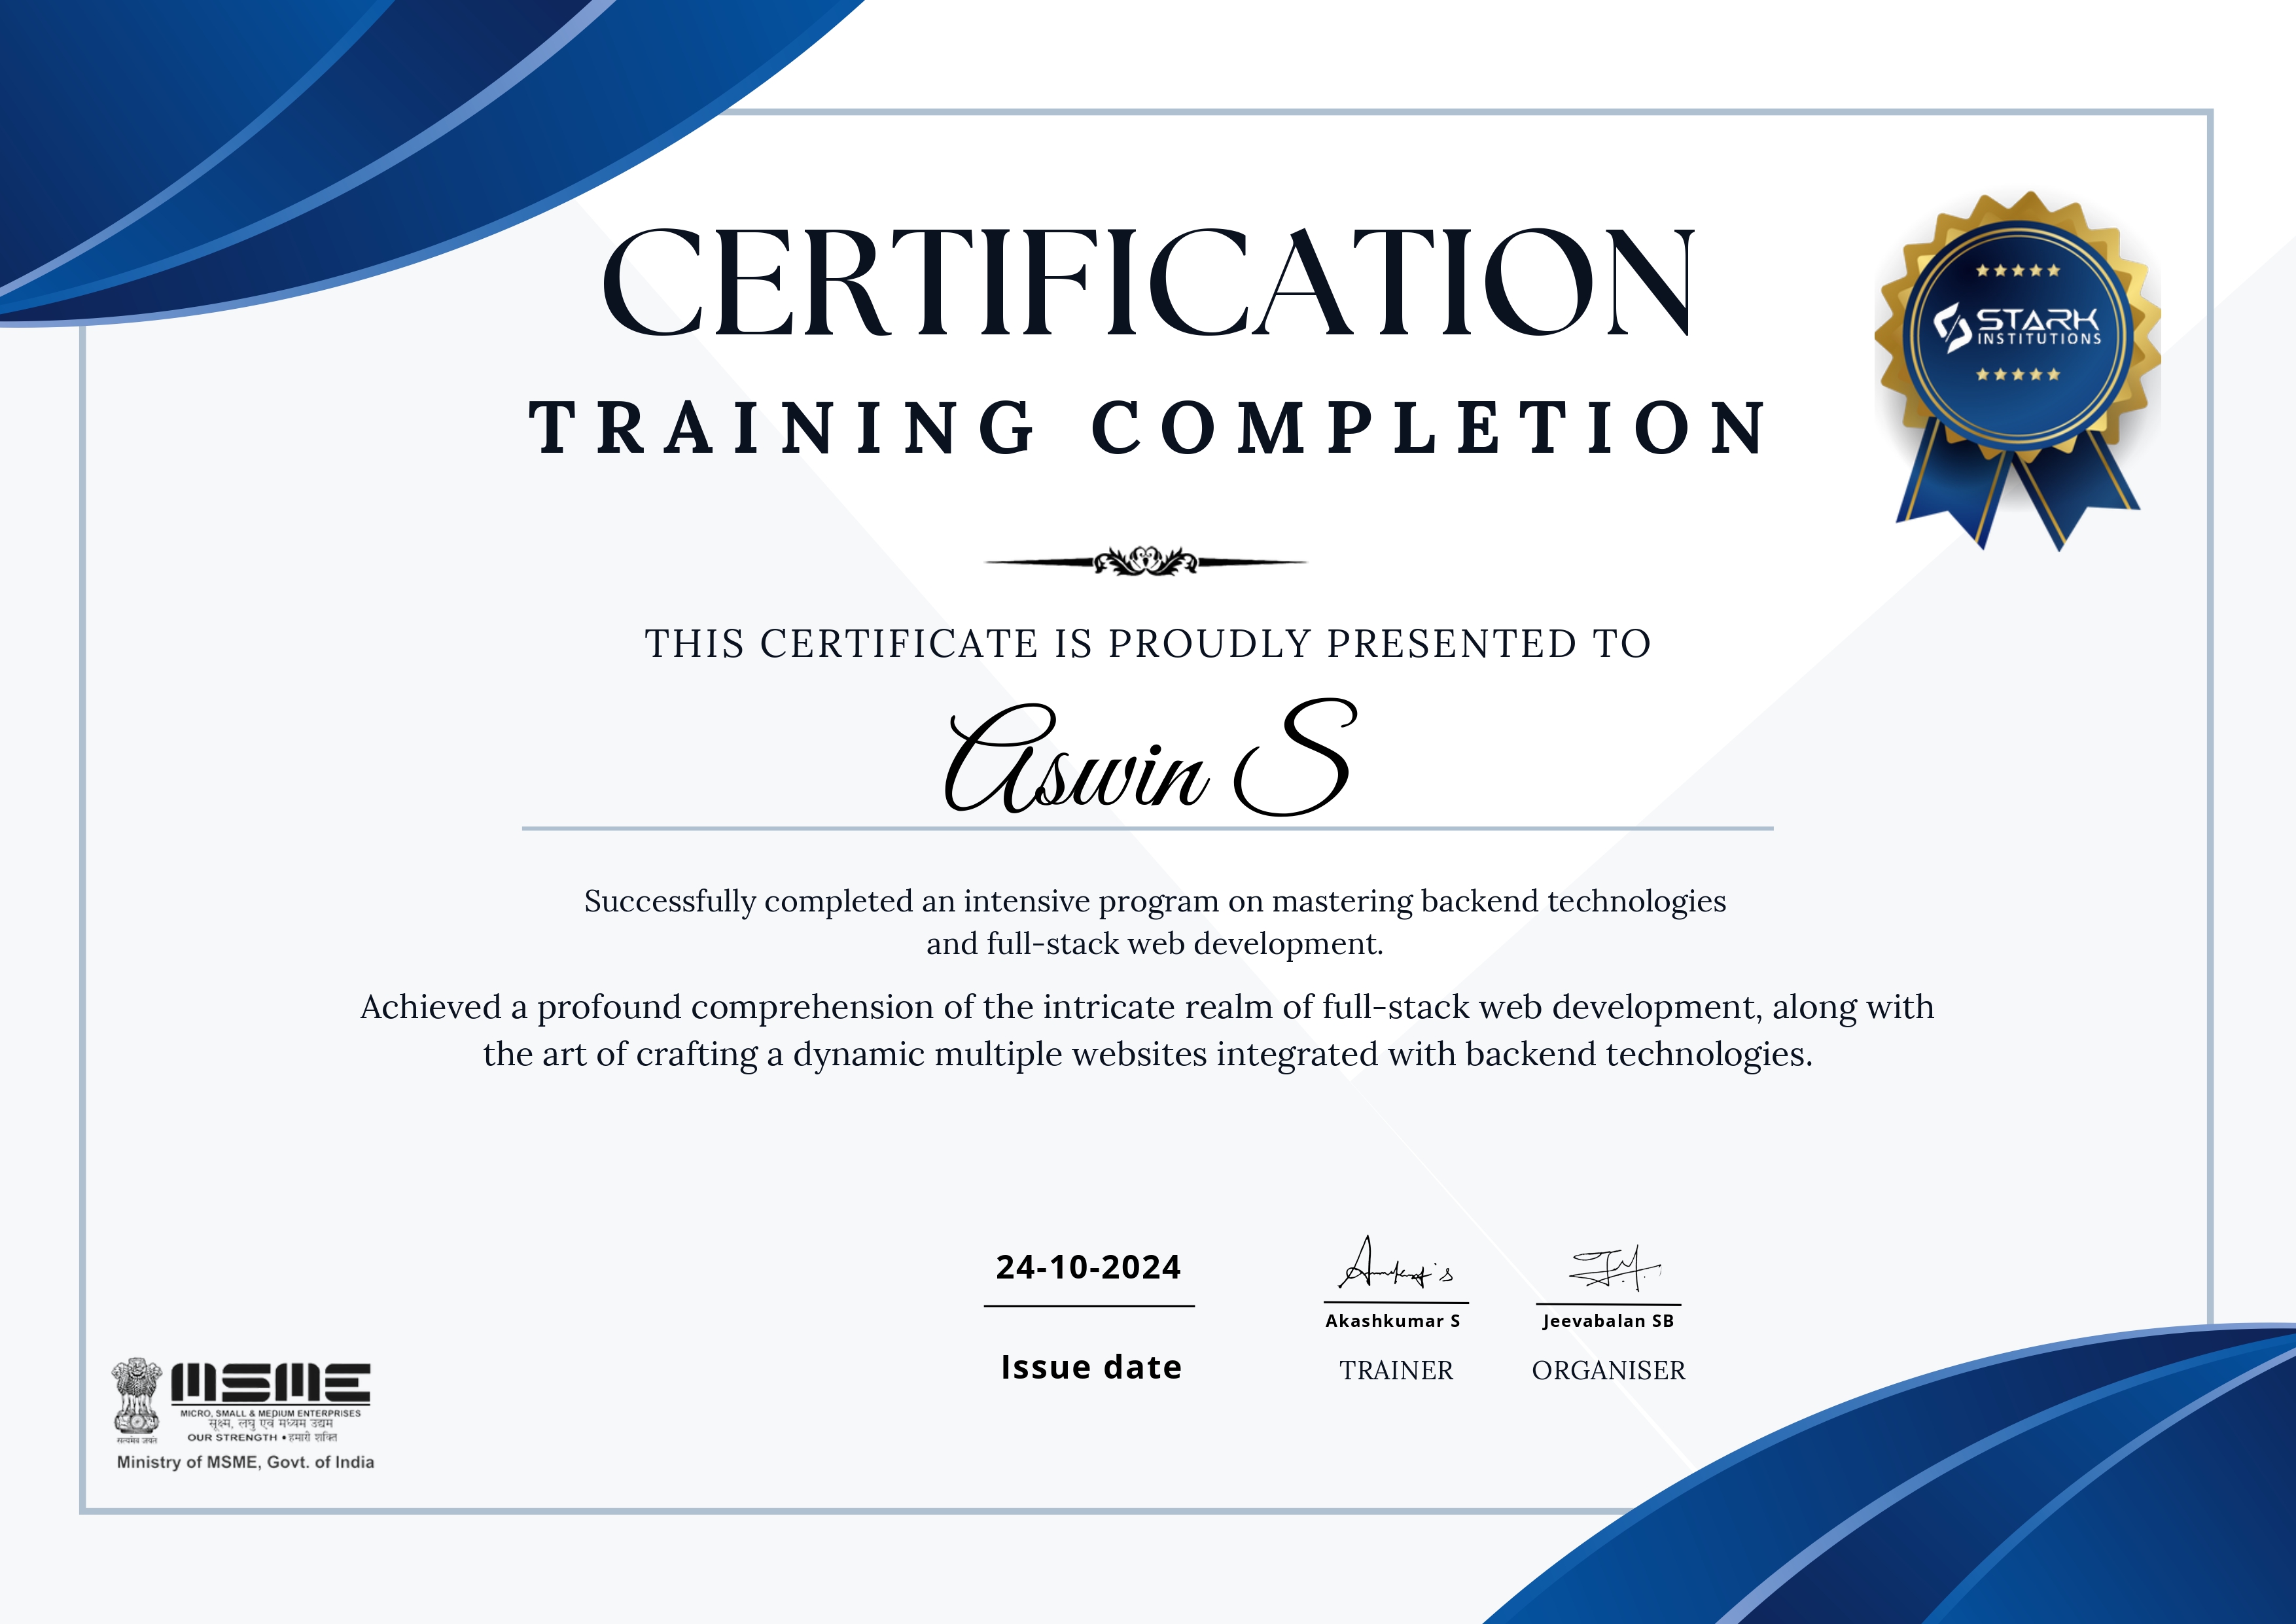 CERTIFICATION
TRAINING COMPLETION
STARK
INSTITUTIONS
THIS CERTIFICATE IS PROUDLY PRESENTED TO
Aswin S
Successfully completed an intensive program on mastering backend technologies
and full-stack web development.
Achieved a profound comprehension of the intricate realm of full-stack web development, along with
the art of crafting a dynamic multiple websites integrated with backend technologies.
24-10-2024
Issue date
Akashkumar S
TRAINER
Jeevabalan SB
ORGANISER
सत्यमेव जयते
MSME
MICRO, SMALL & MEDIUM ENTERPRISES
सूक्ष्म, लघु एवं मध्यम उद्यम
OUR STRENGTH • हमारी शक्ति
Ministry of MSME, Govt. of India